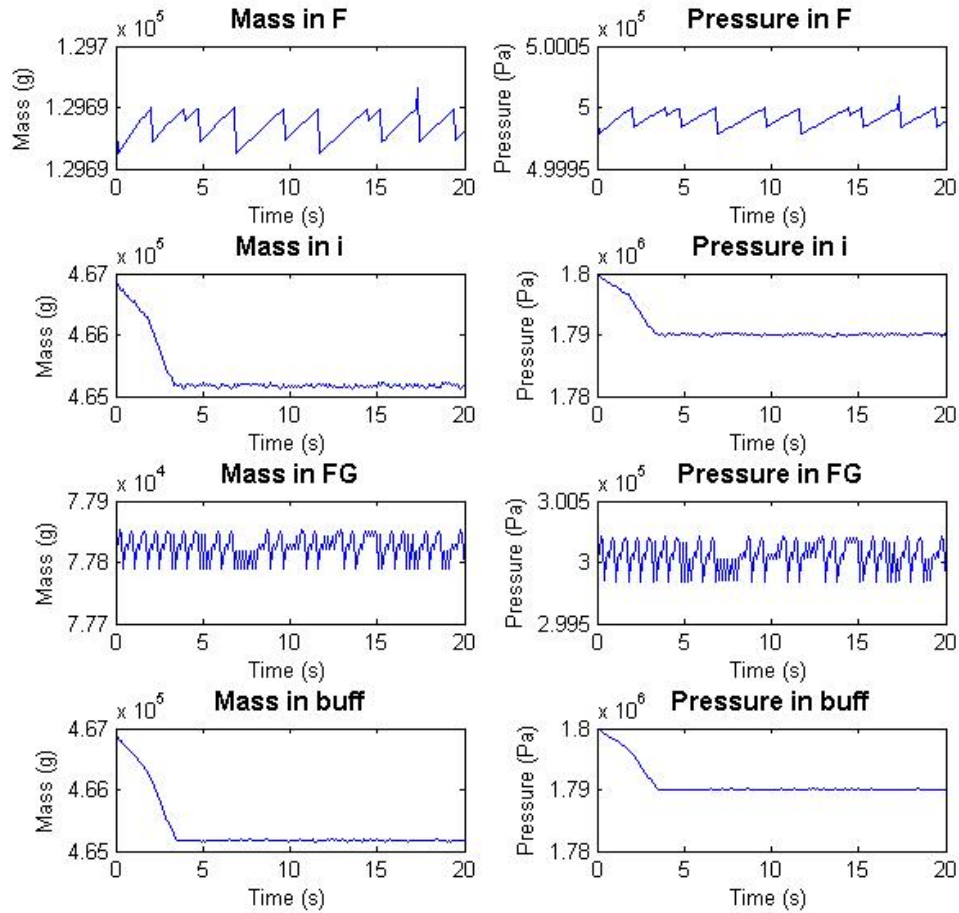 x 10^5 Mass in F
1.297
1.2969
1.2969
Mass (g)
0 5 10 15 20
Time (s)
x 10^5 Pressure in F
5.0005
5
4.9995
Pressure (Pa)
0 5 10 15 20
Time (s)
x 10^5 Mass in i
4.67
4.66
4.65
Mass (g)
0 5 10 15 20
Time (s)
x 10^6 Pressure in i
1.8
1.79
1.78
Pressure (Pa)
0 5 10 15 20
Time (s)
x 10^4 Mass in FG
7.79
7.78
7.77
Mass (g)
0 5 10 15 20
Time (s)
x 10^5 Pressure in FG
3.005
3
2.995
Pressure (Pa)
0 5 10 15 20
Time (s)
x 10^5 Mass in buff
4.67
4.66
4.65
Mass (g)
0 5 10 15 20
Time (s)
x 10^6 Pressure in buff
1.8
1.79
1.78
Pressure (Pa)
0 5 10 15 20
Time (s)